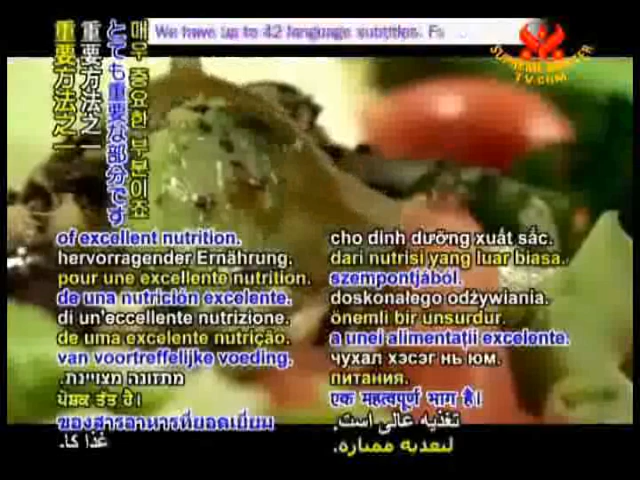 We have up to 42 language subtitles.
SUPREME MASTER
TV.COM
매우 중요한 부분이죠
とても重要な部分です
重要方法之一
重要方法之一
of excellent nutrition.
hervorragender Ernährung.
pour une excellente nutrition.
de una nutrición excelente.
di un'eccellente nutrizione.
de uma excelente nutrição.
van voortreffelijke voeding.
מתזונה מצויינת.
ਪੋਸ਼ਕ ਤੱਤ ਹੈ।
ของสารอาหารที่ยอดเยี่ยม
غذا کا۔
cho dinh dưỡng xuất sắc.
dari nutrisi yang luar biasa.
szempontjából.
doskonałego odżywiania.
önemli bir unsurdur.
a unei alimentaţii excelente.
чухал хэсэг нь юм.
питания.
एक महत्वपूर्ण भाग है।
تغذیه عالی است.
لتغذية ممتازة.